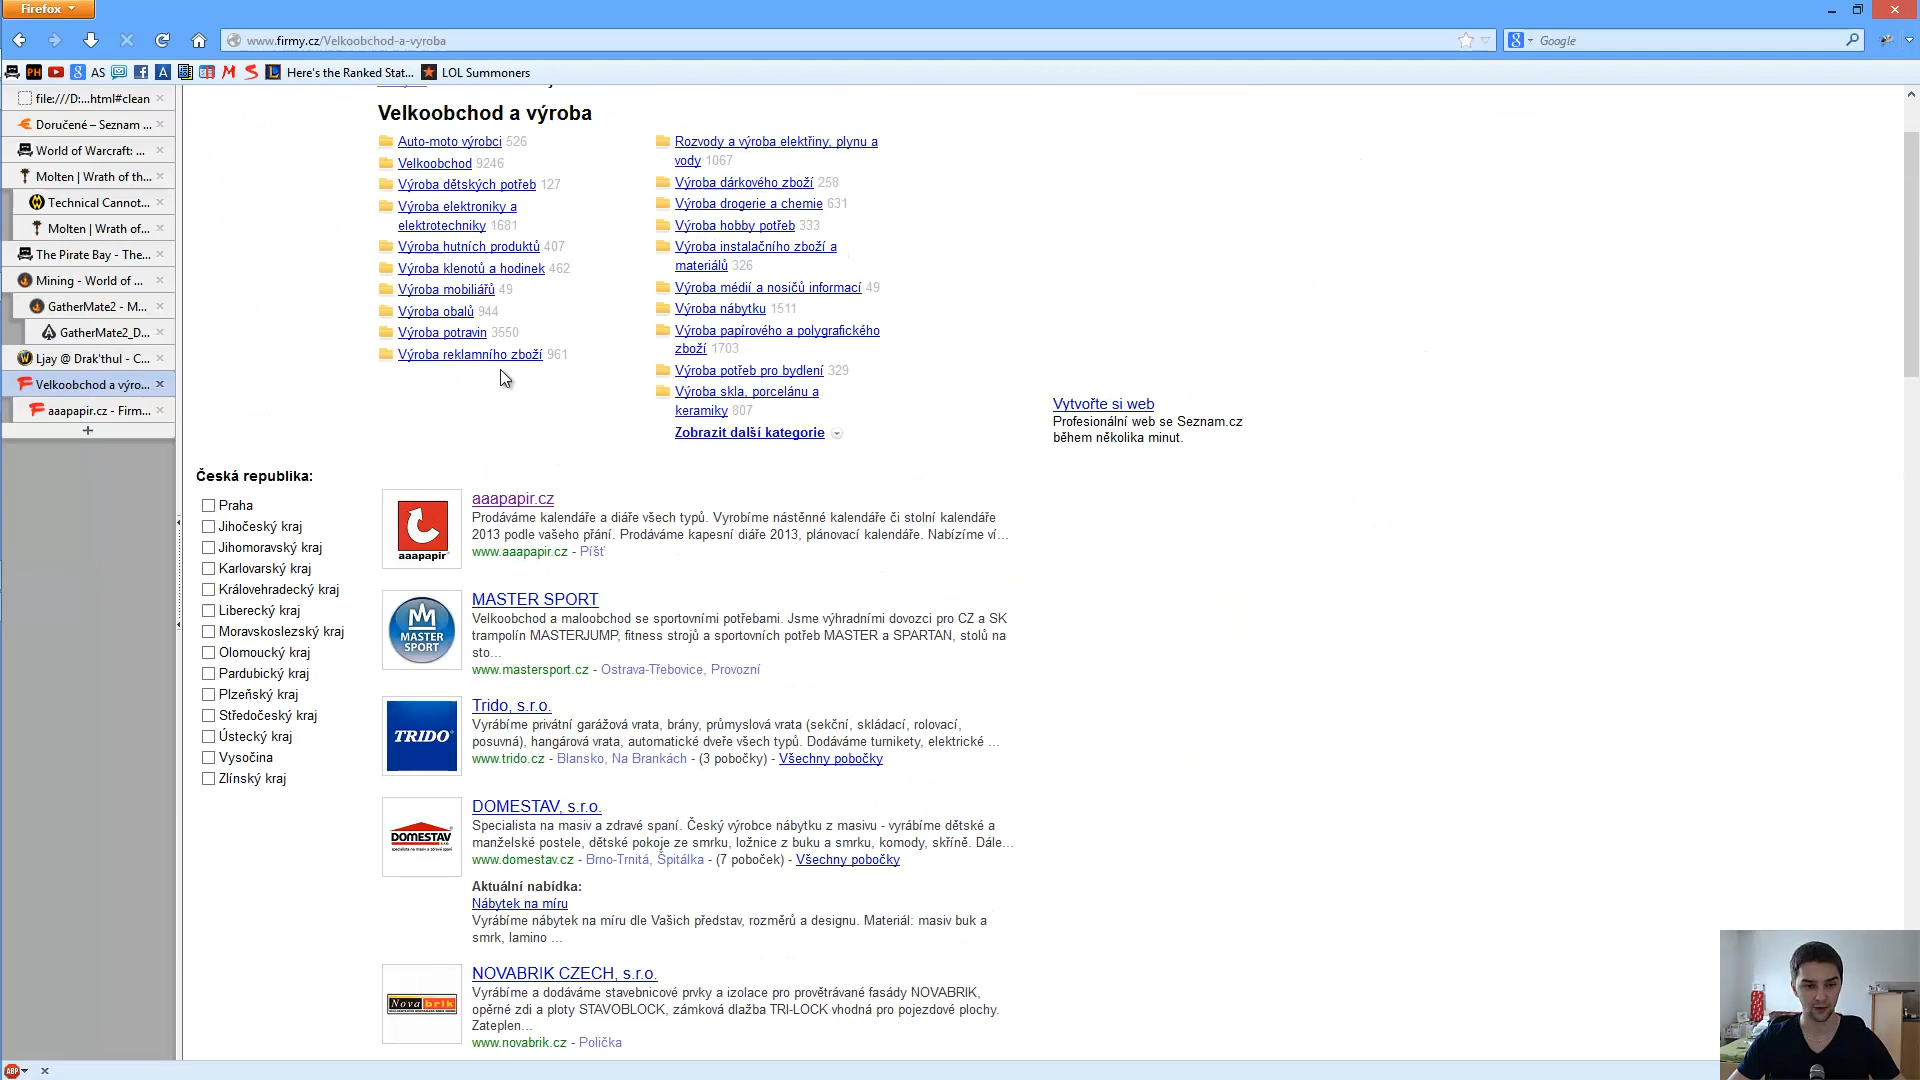 Firefox
www.firmy.cz/Velkoobchod-a-vyroba
Google
AS
Here's the Ranked Stat...
LOL Summoners
file:///D:...html#clean
Doručené – Seznam ...
World of Warcraft: ...
Molten | Wrath of th...
Technical Cannot...
Molten | Wrath of...
The Pirate Bay - The...
Mining - World of ...
GatherMate2 - M...
GatherMate2_D...
Ljay @ Drak'thul - C...
Velkoobchod a výro...
aaapapir.cz - Firm...
Velkoobchod a výroba
Auto-moto výrobci 526
Velkoobchod 9246
Výroba dětských potřeb 127
Výroba elektroniky a
elektrotechniky 1681
Výroba hutních produktů 407
Výroba klenotů a hodinek 462
Výroba mobiliářů 49
Výroba obalů 944
Výroba potravin 3550
Výroba reklamního zboží 961
Rozvody a výroba elektřiny, plynu a
vody 1067
Výroba dárkového zboží 258
Výroba drogerie a chemie 631
Výroba hobby potřeb 333
Výroba instalačního zboží a
materiálů 326
Výroba médií a nosičů informací 49
Výroba nábytku 1511
Výroba papírového a polygrafického
zboží 1703
Výroba potřeb pro bydlení 329
Výroba skla, porcelánu a
keramiky 807
Zobrazit další kategorie
Vytvořte si web
Profesionální web se Seznam.cz
během několika minut.
Česká republika:
Praha
Jihočeský kraj
Jihomoravský kraj
Karlovarský kraj
Královehradecký kraj
Liberecký kraj
Moravskoslezský kraj
Olomoucký kraj
Pardubický kraj
Plzeňský kraj
Středočeský kraj
Ústecký kraj
Vysočina
Zlínský kraj
aaapapir
aaapapir.cz
Prodáváme kalendáře a diáře všech typů. Vyrobíme nástěnné kalendáře či stolní kalendáře
2013 podle vašeho přání. Prodáváme kapesní diáře 2013, plánovací kalendáře. Nabízíme ví...
www.aaapapir.cz - Píšť
MASTER
SPORT
MASTER SPORT
Velkoobchod a maloobchod se sportovními potřebami. Jsme výhradními dovozci pro CZ a SK
trampolín MASTERJUMP, fitness strojů a sportovních potřeb MASTER a SPARTAN, stolů na
sto...
www.mastersport.cz - Ostrava-Třebovice, Provozní
TRIDO
Trido, s.r.o.
Vyrábíme privátní garážová vrata, brány, průmyslová vrata (sekční, skládací, rolovací,
posuvná), hangárová vrata, automatické dveře všech typů. Dodáváme turnikety, elektrické ...
www.trido.cz - Blansko, Na Brankách - (3 pobočky) - Všechny pobočky
DOMESTAV
DOMESTAV, s.r.o.
Specialista na masiv a zdravé spaní. Český výrobce nábytku z masivu - vyrábíme dětské a
manželské postele, dětské pokoje ze smrku, ložnice z buku a smrku, komody, skříně. Dále...
www.domestav.cz - Brno-Trnitá, Špitálka - (7 poboček) - Všechny pobočky
Aktuální nabídka:
Nábytek na míru
Vyrábíme nábytek na míru dle Vašich představ, rozměrů a designu. Materiál: masiv buk a
smrk, lamino ...
Novabrik
NOVABRIK CZECH, s.r.o.
Vyrábíme a dodáváme stavebnicové prvky a izolace pro provětrávané fasády NOVABRIK,
opěrné zdi a ploty STAVOBLOCK, zámková dlažba TRI-LOCK vhodná pro pojezdové plochy.
Zateplen...
www.novabrik.cz - Polička
ABP